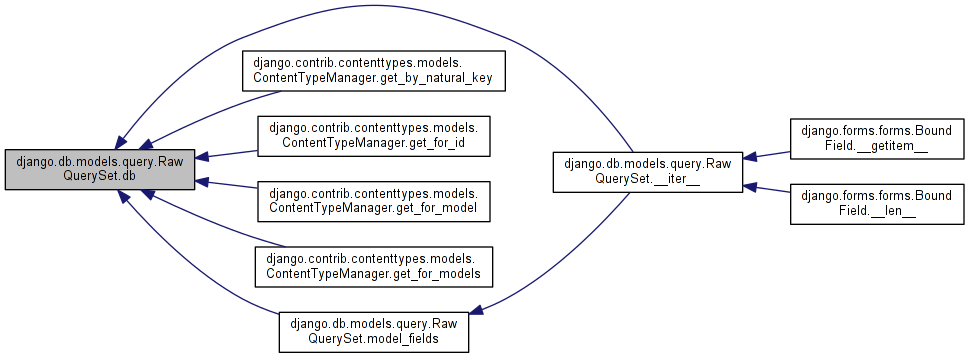 django.db.models.query.Raw
QuerySet.db
django.contrib.contenttypes.models.
ContentTypeManager.get_by_natural_key
django.contrib.contenttypes.models.
ContentTypeManager.get_for_id
django.contrib.contenttypes.models.
ContentTypeManager.get_for_model
django.contrib.contenttypes.models.
ContentTypeManager.get_for_models
django.db.models.query.Raw
QuerySet.model_fields
django.db.models.query.Raw
QuerySet.__iter__
django.forms.forms.Bound
Field.__getitem__
django.forms.forms.Bound
Field.__len__